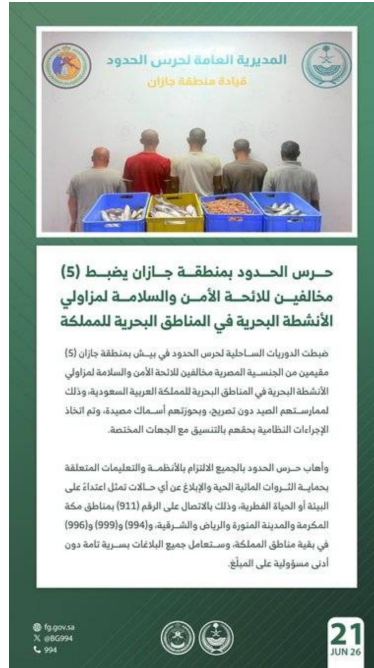 المديرية العامة لحرس الحدود
قيادة منطقة جازان
حرس الحدود بمنطقة جازان يضبط (5)
مخالفين للائحة الأمن والسلامة لمزاولي
الأنشطة البحرية في المناطق البحرية للمملكة
ضبطت الدوريات الساحلية لحرس الحدود في بيش بمنطقة جازان (5)
مقيمين من الجنسية المصرية مخالفين للائحة الأمن والسلامة لمزاولي
الأنشطة البحرية في المناطق البحرية للمملكة العربية السعودية، وذلك
لممارستهم الصيد دون تصريح، وبحوزتهم أسماك مصيدة، وتم اتخاذ
الإجراءات النظامية بحقهم بالتنسيق مع الجهات المختصة.
وأهاب حرس الحدود بالجميع الالتزام بالأنظمة والتعليمات المتعلقة
بحماية الثروات المائية الحية والإبلاغ عن أي حالات تمثل اعتداءً على
البيئة أو الحياة الفطرية، وذلك بالاتصال على الرقم (911) بمناطق مكة
المكرمة والمدينة المنورة والرياض والشرقية، و(994) و(999) و(996)
في بقية مناطق المملكة، وستعامل جميع البلاغات بسرية تامة دون
أدنى مسؤولية على المبلّغ.
fg.gov.sa
@BG994
994
21
JUN 26